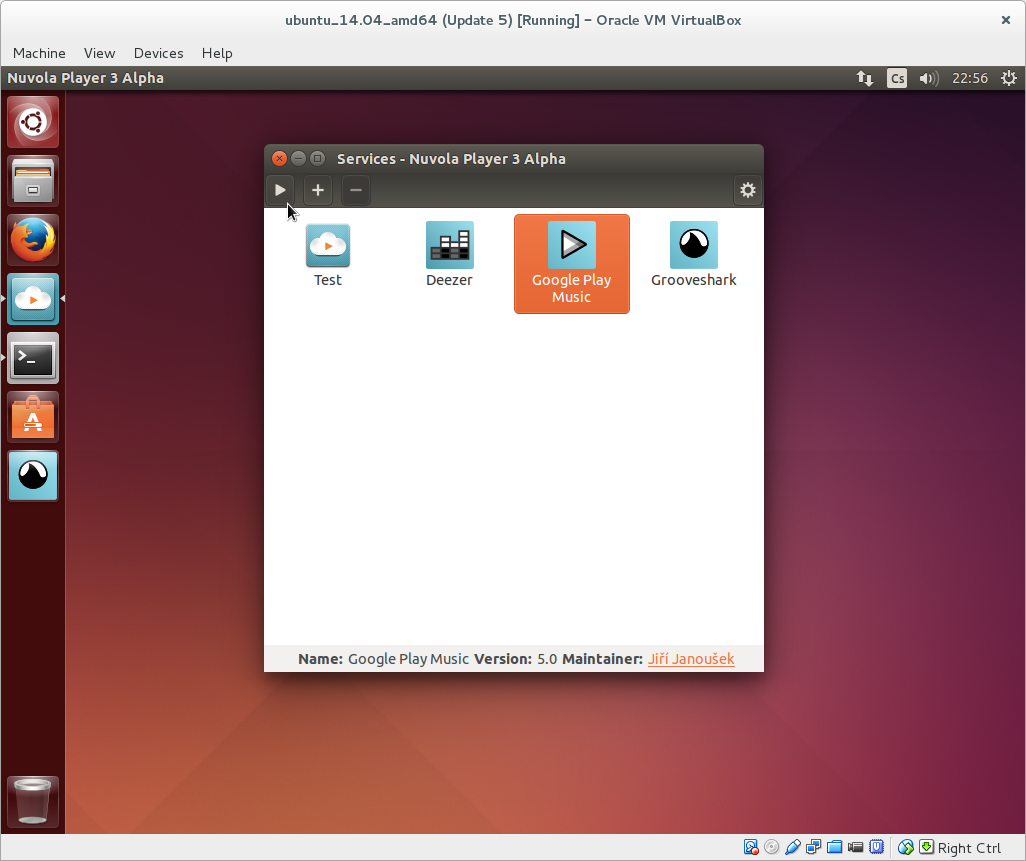 ubuntu_14.04_amd64 (Update 5) [Running] – Oracle VM VirtualBox
Machine View Devices Help
Nuvola Player 3 Alpha Cs 22:56
Services - Nuvola Player 3 Alpha
Test Deezer Google Play Grooveshark
Music
Name: Google Play Music Version: 5.0 Maintainer: Jiří Janoušek
Right Ctrl